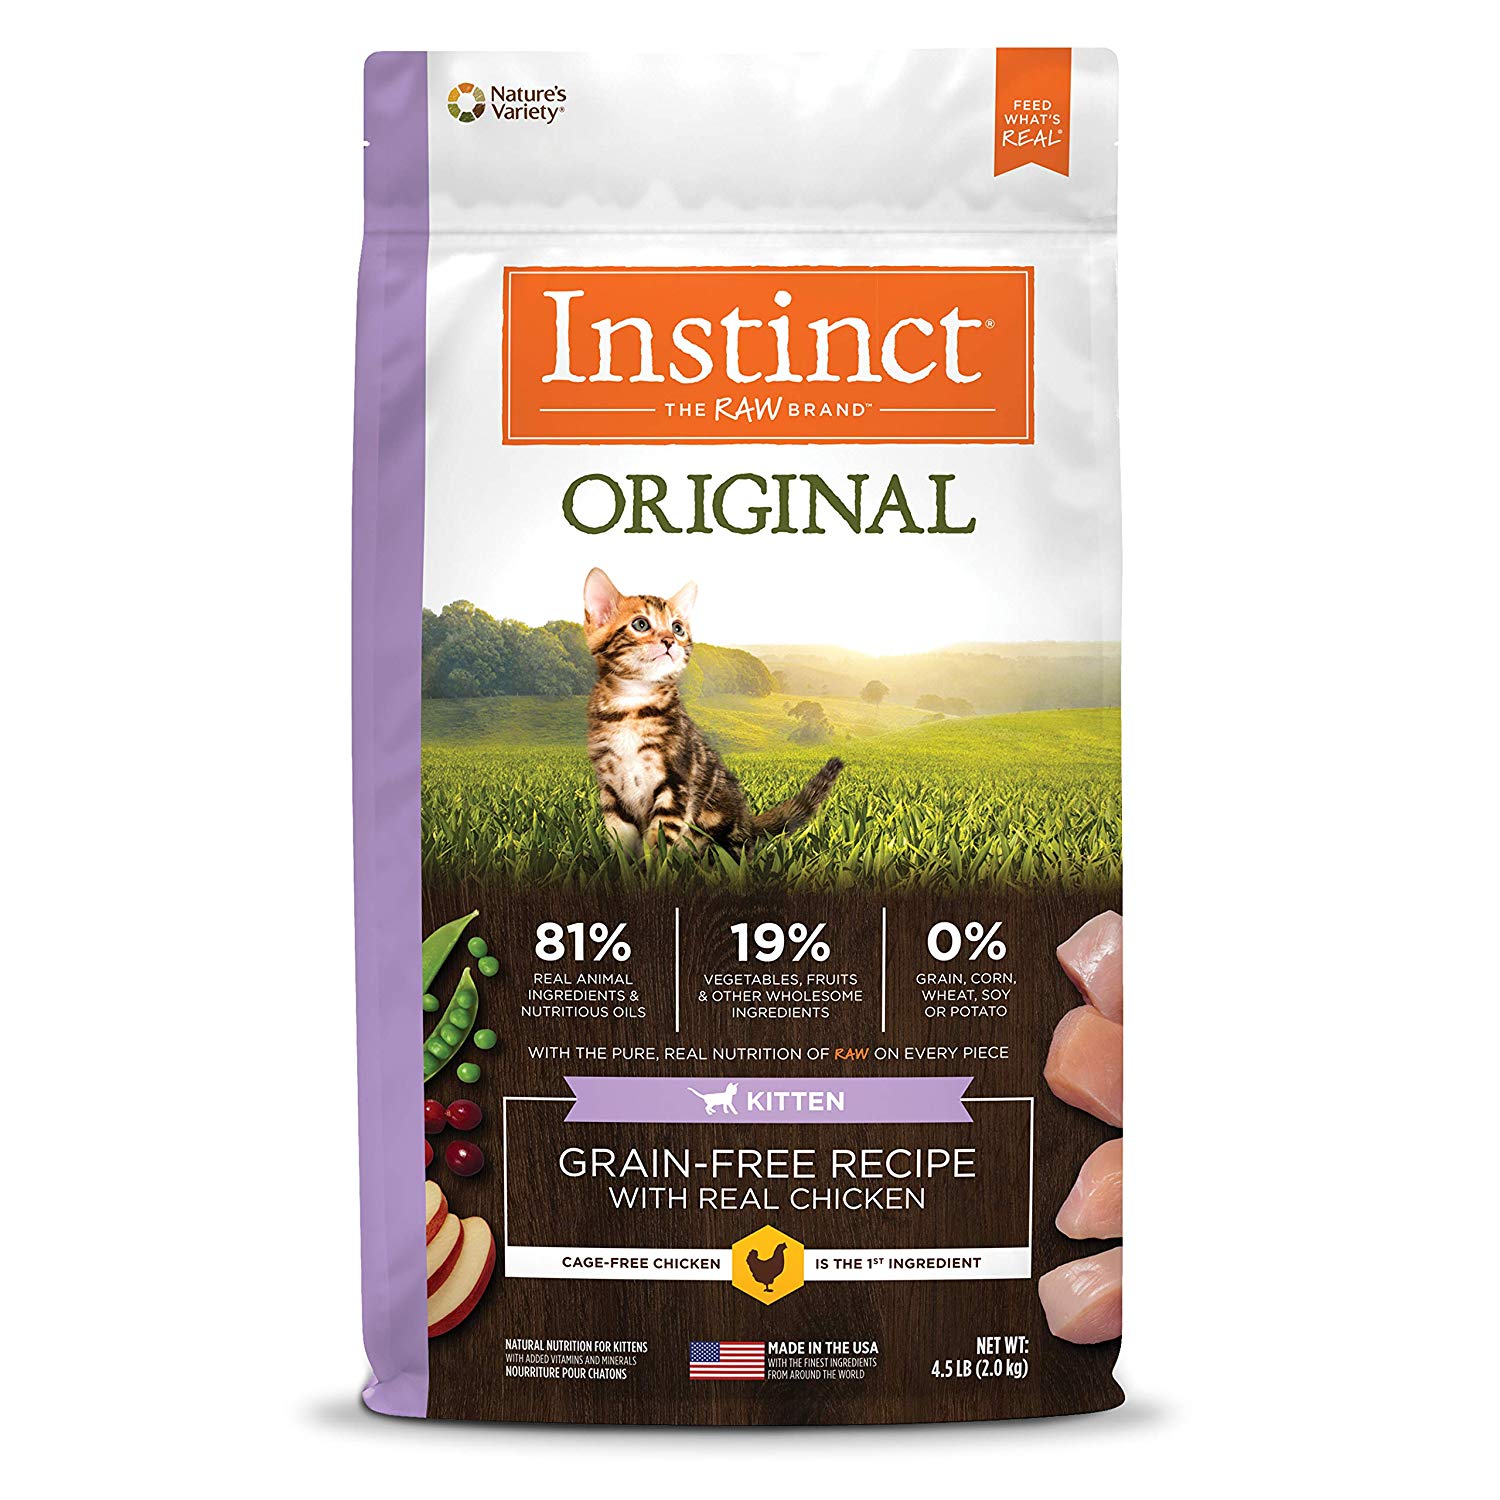 Nature's
Variety®
FEED
WHAT'S
REAL®
Instinct®
THE RAW BRAND™
ORIGINAL
81%
REAL ANIMAL
INGREDIENTS &
NUTRITIOUS OILS
19%
VEGETABLES, FRUITS
& OTHER WHOLESOME
INGREDIENTS
0%
GRAIN, CORN,
WHEAT, SOY
OR POTATO
WITH THE PURE, REAL NUTRITION OF RAW ON EVERY PIECE
KITTEN
GRAIN-FREE RECIPE
WITH REAL CHICKEN
CAGE-FREE CHICKEN IS THE 1ST INGREDIENT
NATURAL NUTRITION FOR KITTENS
WITH ADDED VITAMINS AND MINERALS
NOURRITURE POUR CHATONS
MADE IN THE USA
WITH THE FINEST INGREDIENTS
FROM AROUND THE WORLD
NET WT:
4.5 LB (2.0 kg)